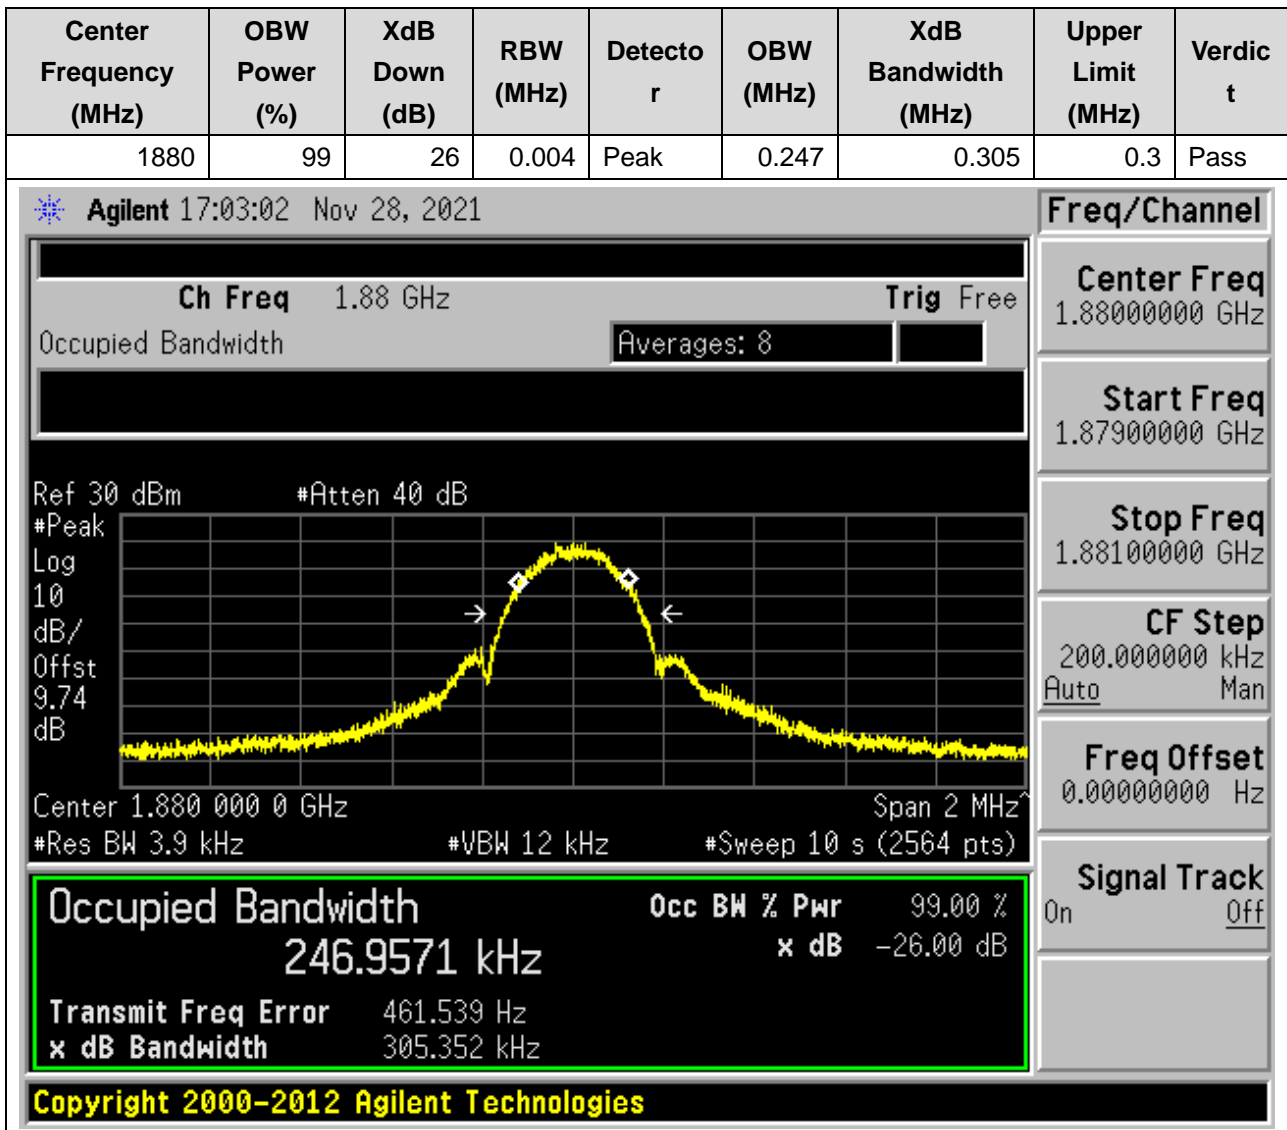 Center Frequency (MHz) OBW Power (%) XdB Down (dB) RBW (MHz) Detecto r OBW (MHz) XdB Bandwidth (MHz) Upper Limit (MHz) Verdic t
1880 99 26 0.004 Peak 0.247 0.305 0.3 Pass
Agilent 17:03:02 Nov 28, 2021
Freq/Channel
Ch Freq 1.88 GHz Trig Free
Occupied Bandwidth Averages: 8
Center Freq
1.88000000 GHz
Start Freq
1.87900000 GHz
Stop Freq
1.88100000 GHz
CF Step
200.000000 kHz
Auto Man
Freq Offset
0.00000000 Hz
Signal Track
On Off
Ref 30 dBm #Atten 40 dB
#Peak
Log
10
dB/
Offst
9.74
dB
Center 1.880 000 0 GHz Span 2 MHz^
#Res BW 3.9 kHz #VBW 12 kHz #Sweep 10 s (2564 pts)
Occupied Bandwidth Occ BW % Pwr 99.00 %
246.9571 kHz x dB -26.00 dB
Transmit Freq Error 461.539 Hz
x dB Bandwidth 305.352 kHz
Copyright 2000-2012 Agilent Technologies